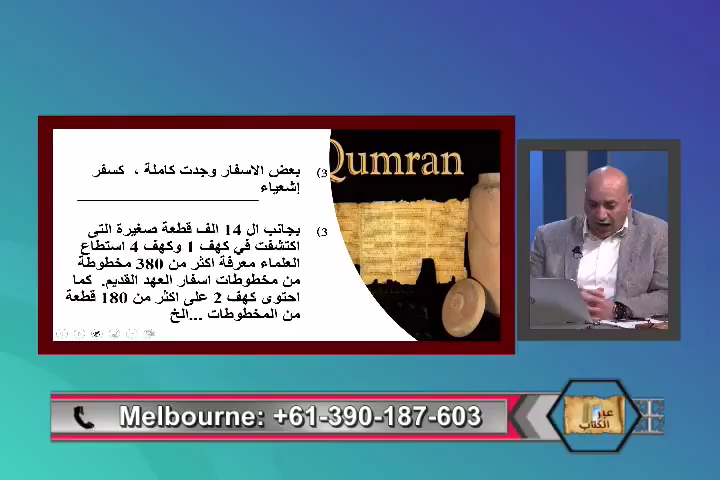 Qumran
3) بعض الاسفار وجدت كاملة ، كسفر
إشعياء
3) بجانب ال 14 الف قطعة صغيرة التى
اكتشفت في كهف 1 وكهف 4 استطاع
العلماء معرفة اكثر من 380 مخطوطة
من مخطوطات اسفار العهد القديم. كما
احتوى كهف 2 على اكثر من 180 قطعة
من المخطوطات ...الخ
Melbourne: +61-390-187-603
عبر
الكتاب